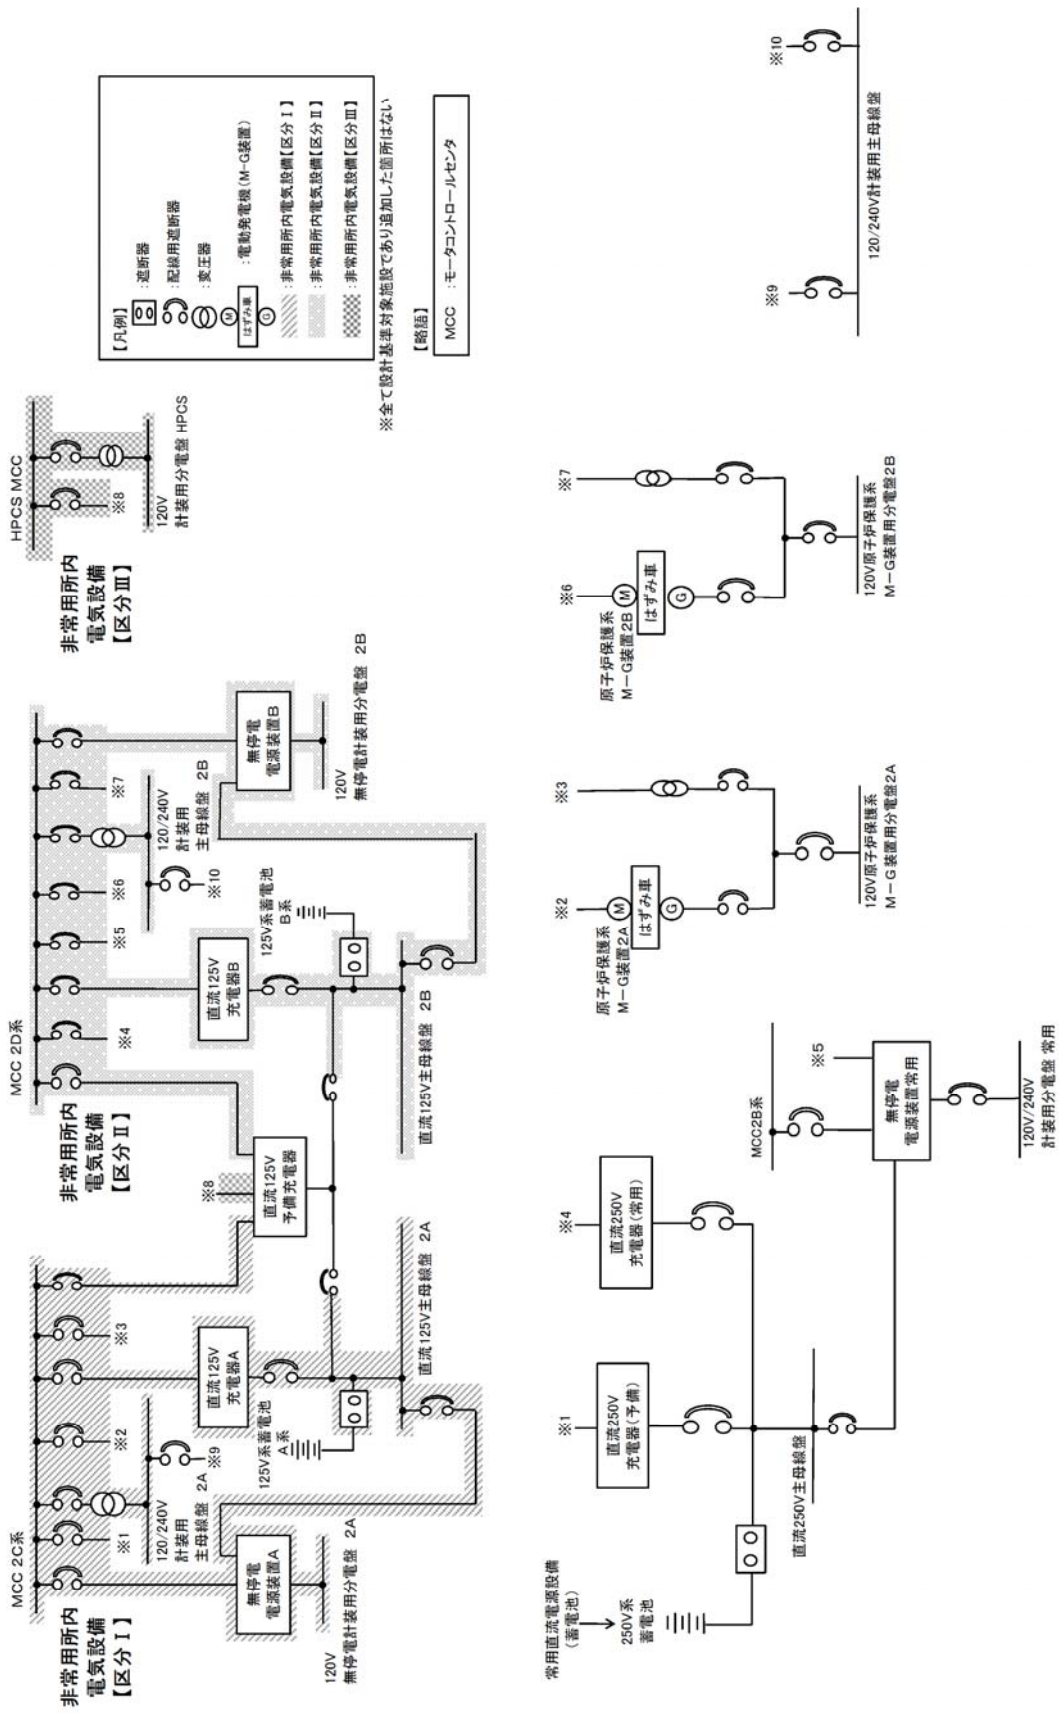 非常用所内
電気設備
【区分Ⅰ】
MCC 2C系
※1
※2
※3
120/240V
計装用
主母線盤 2A
※9
無停電
電源装置A
120V
無停電計装用分電盤 2A
直流125V
充電器A
125V系蓄電池
A系
直流125V主母線盤 2A
※8
直流125V
予備充電器
非常用所内
電気設備
【区分Ⅱ】
MCC 2D系
※4
※5
※6
※7
直流125V
充電器B
125V系蓄電池
B系
直流125V主母線盤 2B
120/240V
計装用
主母線盤 2B
※10
無停電
電源装置B
120V
無停電計装用分電盤 2B
非常用所内
電気設備
【区分Ⅲ】
HPCS MCC
※8
120V
計装用分電盤 HPCS
【凡例】
:遮断器
:配線用遮断器
:変圧器
M
はずみ車
G
:電動発電機(M-G装置)
:非常用所内電気設備【区分Ⅰ】
:非常用所内電気設備【区分Ⅱ】
:非常用所内電気設備【区分Ⅲ】
※全て設計基準対象施設であり追加した箇所はない
【略語】
MCC :モータコントロールセンタ
常用直流電源設備
(蓄電池)
250V系
蓄電池
※1
直流250V
充電器(予備)
※4
直流250V
充電器(常用)
直流250V主母線盤
MCC2B系
※5
無停電
電源装置常用
120V/240V
計装用分電盤 常用
※2
原子炉保護系
M-G装置2A
M
はずみ車
G
※3
120V原子炉保護系
M-G装置用分電盤2A
※6
原子炉保護系
M-G装置2B
M
はずみ車
G
※7
120V原子炉保護系
M-G装置用分電盤2B
※9
※10
120/240V計装用主母線盤